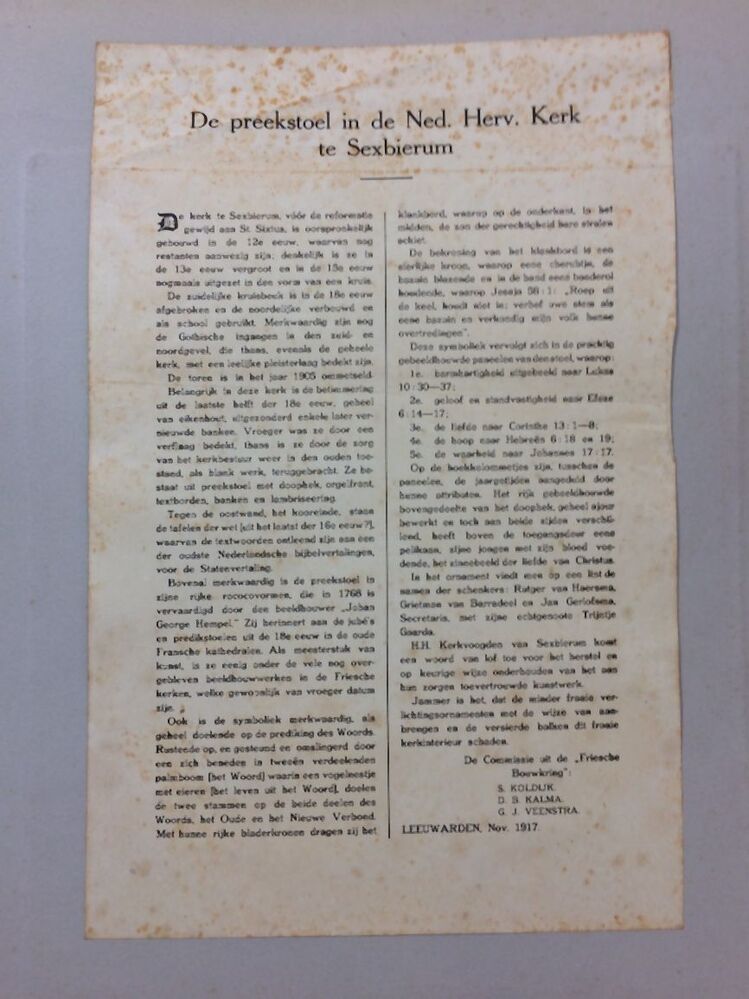 De preekstoel in de Ned. Herv. Kerk
te Sexbierum
De kerk te Sexbierum, vóór de reformatie
gewijd aan St. Sixtus, is oorspronkelijk
gebouwd in de 12e eeuw, waarvan nog
restanten aanwezig zijn; denkelijk is ze in
de 13e eeuw vergroot en in de 15e eeuw
nogmaals uitgezet in den vorm van een kruis.
De zuidelijke kruisbeuk is in de 18e eeuw
afgebroken en de noordelijke verbouwd en
als school gebruikt. Merkwaardig zijn nog
de Gothische ingangen in den zuid- en
noordgevel, die thans, evenals de geheele
kerk, met een leelijke pleisterlaag bedekt zijn.
De toren is in het jaar 1905 ommetseld.
Belangrijk in deze kerk is de betimmering
uit de laatste helft der 18e eeuw, geheel
van eikenhout, uitgezonderd enkele later ver-
nieuwde banken. Vroeger was ze door een
verflaag bedekt, thans is ze door de zorg
van het kerkbestuur weer in den ouden toe-
stand, als blank werk, teruggebracht. Ze be-
staat uit preekstoel met doophek, orgelfront,
textborden, banken en lambriseering.
Tegen de oostwand, het kooreinde, staan
de tafelen der wet [uit het laatst der 16e eeuw?],
waarvan de textwoorden ontleend zijn aan een
der oudste Nederlandsche bijbelvertalingen,
voor de Statenvertaling.
Bovenal merkwaardig is de preekstoel in
zijne rijke rococovormen, die in 1768 is
vervaardigd door den beeldhouwer „Johan
George Hempel." Zij herinnert aan de jubé's
en predikstoelen uit de 18e eeuw in de oude
Fransche kathedralen. Als meesterstuk van
kunst, is ze eenig onder de vele nog over-
gebleven beeldhouwwerken in de Friesche
kerken, welke gewoonlijk van vroeger datum
zijn.
Ook is de symboliek merkwaardig, als
geheel doelende op de prediking des Woords.
Rustende op, en gesteund en omslingerd door
een zich beneden in tweeën verdeelenden
palmboom [het Woord] waarin een vogelnestje
met eieren [het leven uit het Woord], doelen
de twee stammen op de beide deelen des
Woords, het Oude en het Nieuwe Verbond.
Met hunne rijke bladerkronen dragen zij het
klankbord, waarop op de onderkant, in het
midden, de zon der gerechtigheid hare stralen
schiet.
De bekroning van het klankbord is een
sierlijke kroon, waarop eene cherubijn, de
bazuin blazende en in de hand eene banderol
houdende, waarop Jesaja 58 : 1: „Roep uit
de keel, houdt niet in; verhef uwe stem als
eene bazuin en verkondig mijn volk hunne
overtredingen".
Deze symboliek vervolgt zich in de prachtig
gebeeldhouwde paneelen van den stoel, waarop:
1e. barmhartigheid uitgebeeld naar Lukas
10 : 30—37;
2e. geloof en standvastigheid naar Efeze
6 : 14—17;
3e. de liefde naar Corinthe 13 : 1—8;
4e. de hoop naar Hebreën 6 : 18 en 19;
5e. de waarheid naar Johannes 17 : 17.
Op de hoekkolommetjes zijn, tusschen de
paneelen, de jaargetijden aangeduid door
hunne attributen. Het rijk gebeeldhouwde
bovengedeelte van het doophek, geheel ajour
bewerkt en toch aan beide zijden verschil-
lend, heeft boven de toegangsdeur eene
pelikaan, zijne jongen met zijn bloed voe-
dende, het zinnebeeld der liefde van Christus.
In het ornament vindt men op een list de
namen der schenkers: Rutger van Haersma,
Grietman van Barradeel en Jan Gerlofsma,
Secretaris, met zijne echtgenoote Trijntje
Gaarda.
H.H. Kerkvoogden van Sexbierum komt
een woord van lof toe voor het herstel en
op keurige wijze onderhouden van het aan
hun zorgen toevertrouwde kunstwerk.
Jammer is het, dat de minder fraaie ver-
lichtingsornamenten met de wijze van aan-
brengen en de versierde balken dit fraaie
kerkinterieur schaden.
De Commissie uit de „Friesche
Bouwkring":
S. KOLDIJK.
D. B. KALMA.
G. J. VEENSTRA.
LEEUWARDEN, Nov. 1917.